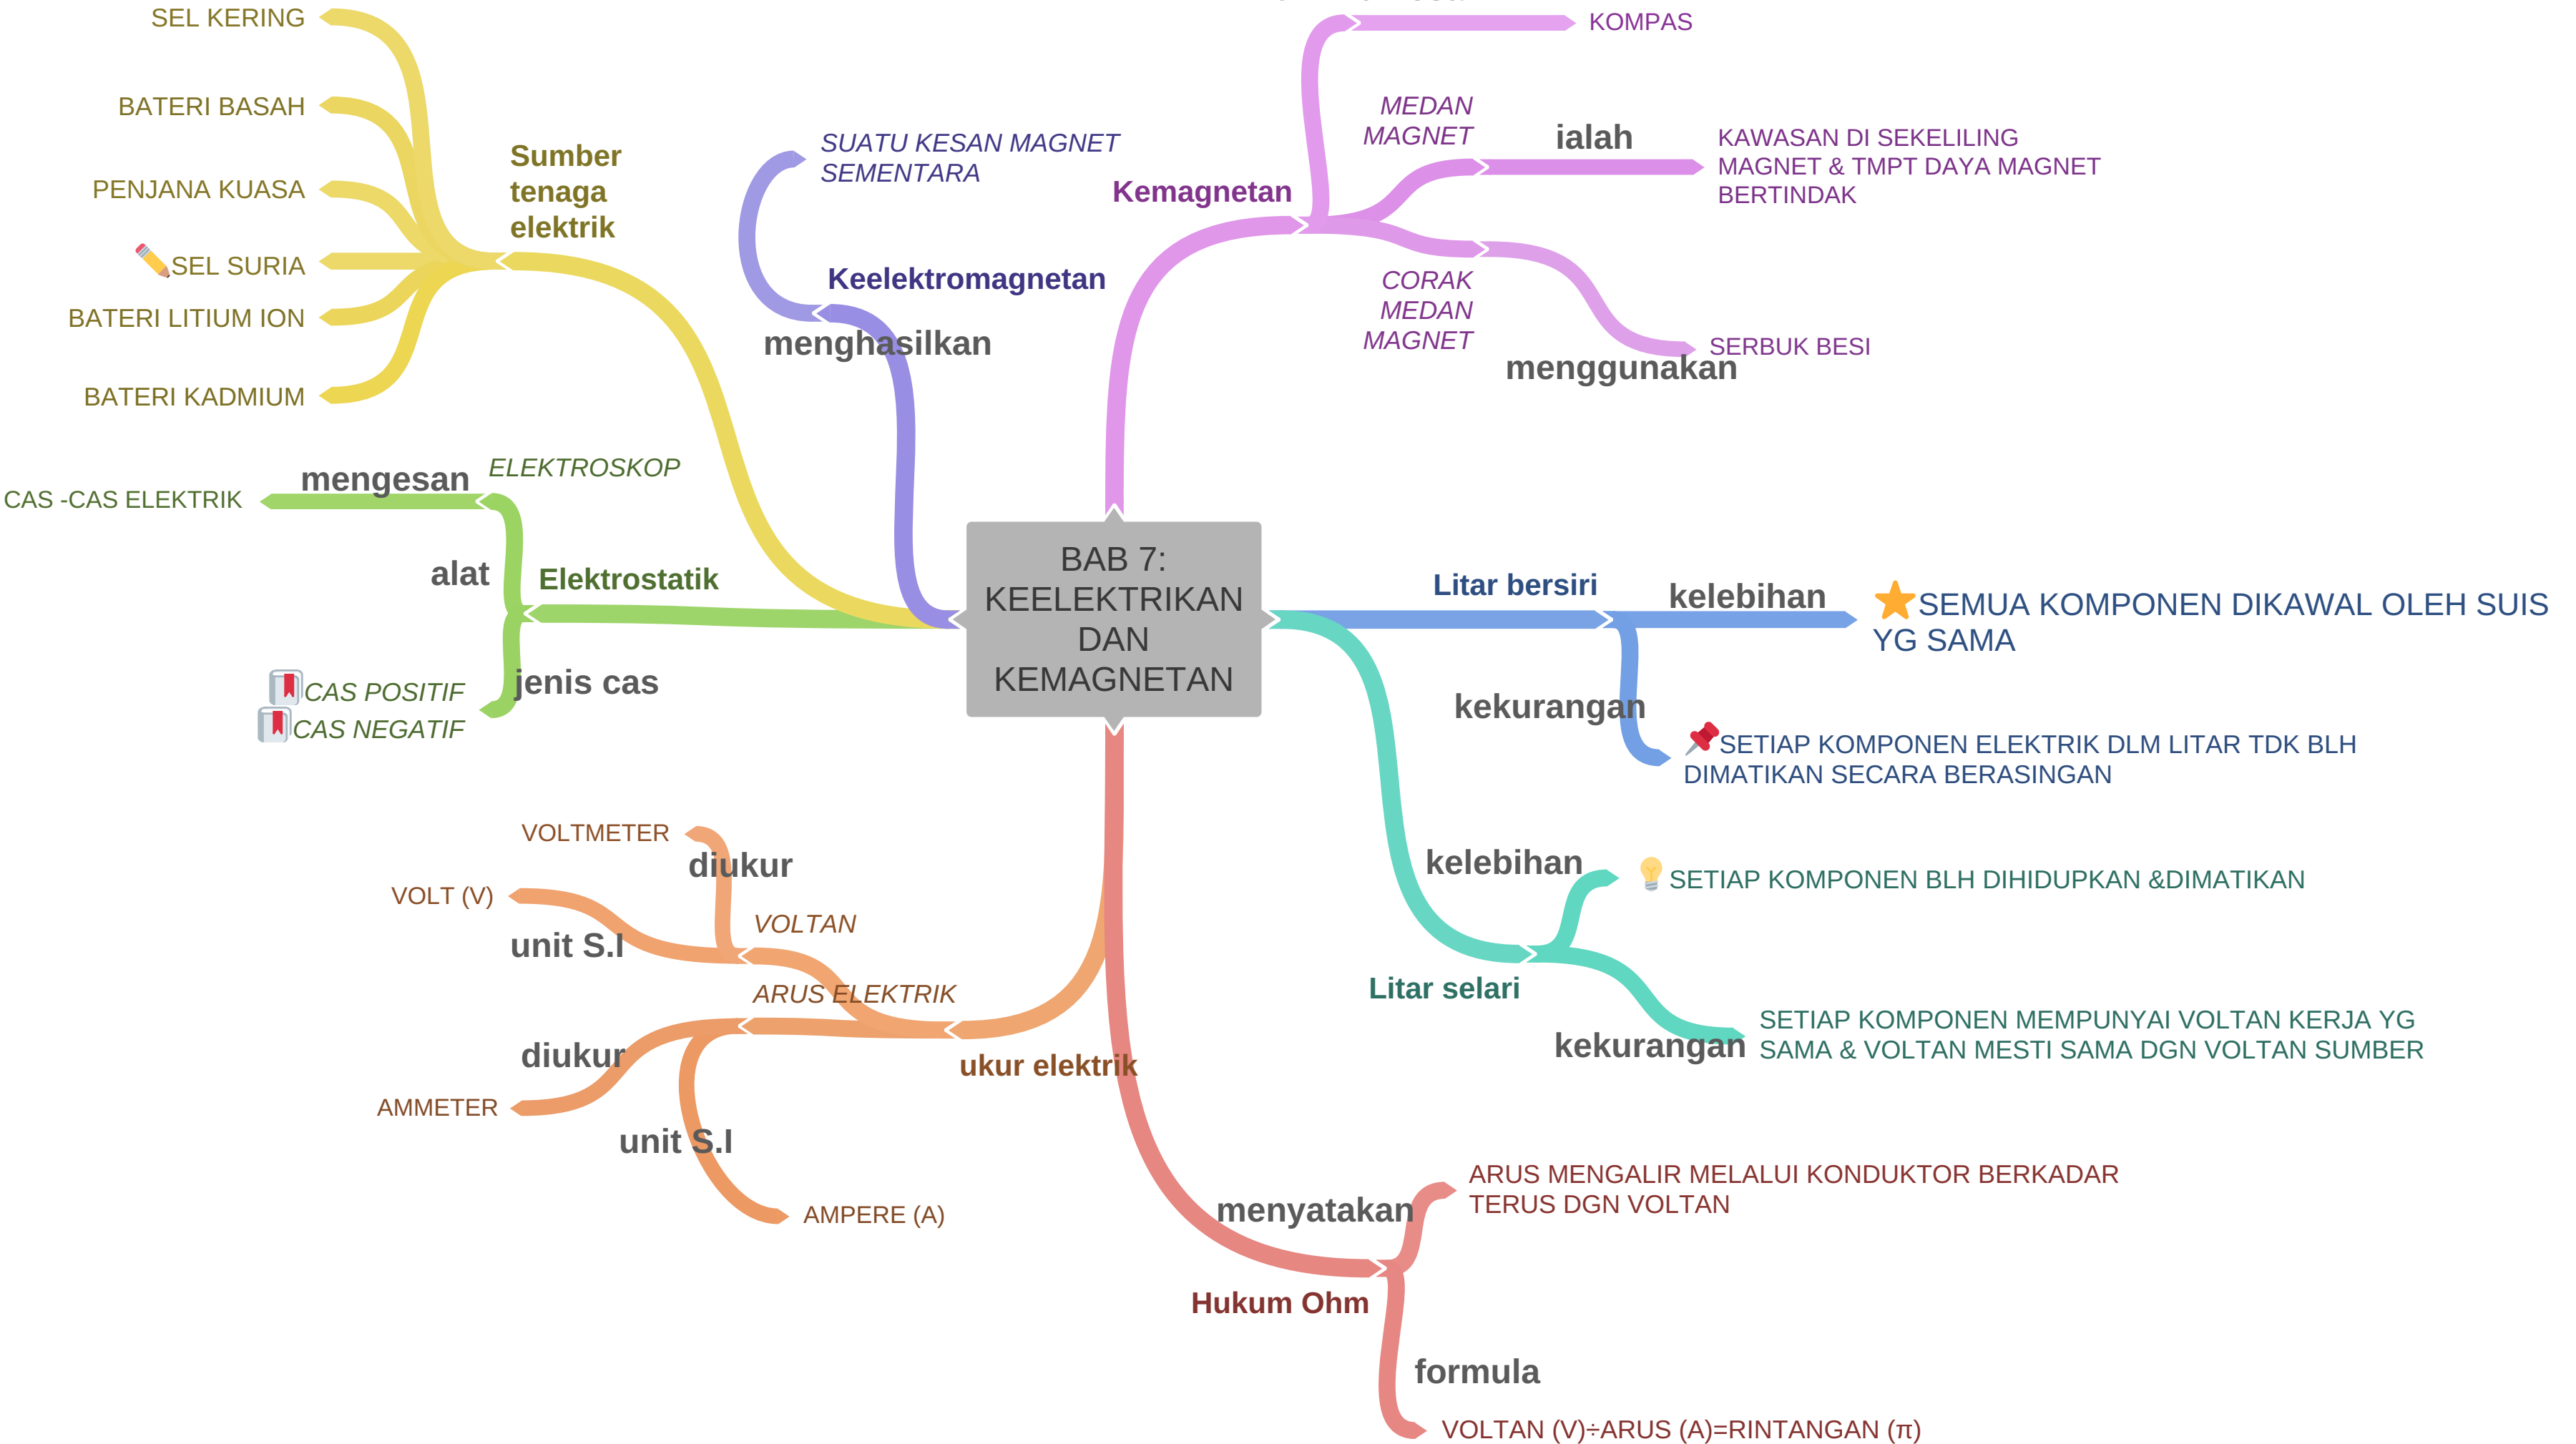 BAB 7:
KEELEKTRIKAN
DAN
KEMAGNETAN
Sumber
tenaga
elektrik
SEL KERING
BATERI BASAH
PENJANA KUASA
SEL SURIA
BATERI LITIUM ION
BATERI KADMIUM
Keelektromagnetan
menghasilkan
SUATU KESAN MAGNET
SEMENTARA
Kemagnetan
KOMPAS
MEDAN
MAGNET
ialah
KAWASAN DI SEKELILING
MAGNET & TMPT DAYA MAGNET
BERTINDAK
CORAK
MEDAN
MAGNET
menggunakan
SERBUK BESI
Elektrostatik
alat
ELEKTROSKOP
mengesan
CAS -CAS ELEKTRIK
jenis cas
CAS POSITIF
CAS NEGATIF
Litar bersiri
kelebihan
SEMUA KOMPONEN DIKAWAL OLEH SUIS
YG SAMA
kekurangan
SETIAP KOMPONEN ELEKTRIK DLM LITAR TDK BLH
DIMATIKAN SECARA BERASINGAN
Litar selari
kelebihan
SETIAP KOMPONEN BLH DIHIDUPKAN &DIMATIKAN
kekurangan
SETIAP KOMPONEN MEMPUNYAI VOLTAN KERJA YG
SAMA & VOLTAN MESTI SAMA DGN VOLTAN SUMBER
ukur elektrik
VOLTAN
diukur
VOLTMETER
unit S.I
VOLT (V)
ARUS ELEKTRIK
diukur
AMMETER
unit S.I
AMPERE (A)
Hukum Ohm
menyatakan
ARUS MENGALIR MELALUI KONDUKTOR BERKADAR
TERUS DGN VOLTAN
formula
VOLTAN (V)÷ARUS (A)=RINTANGAN (π)